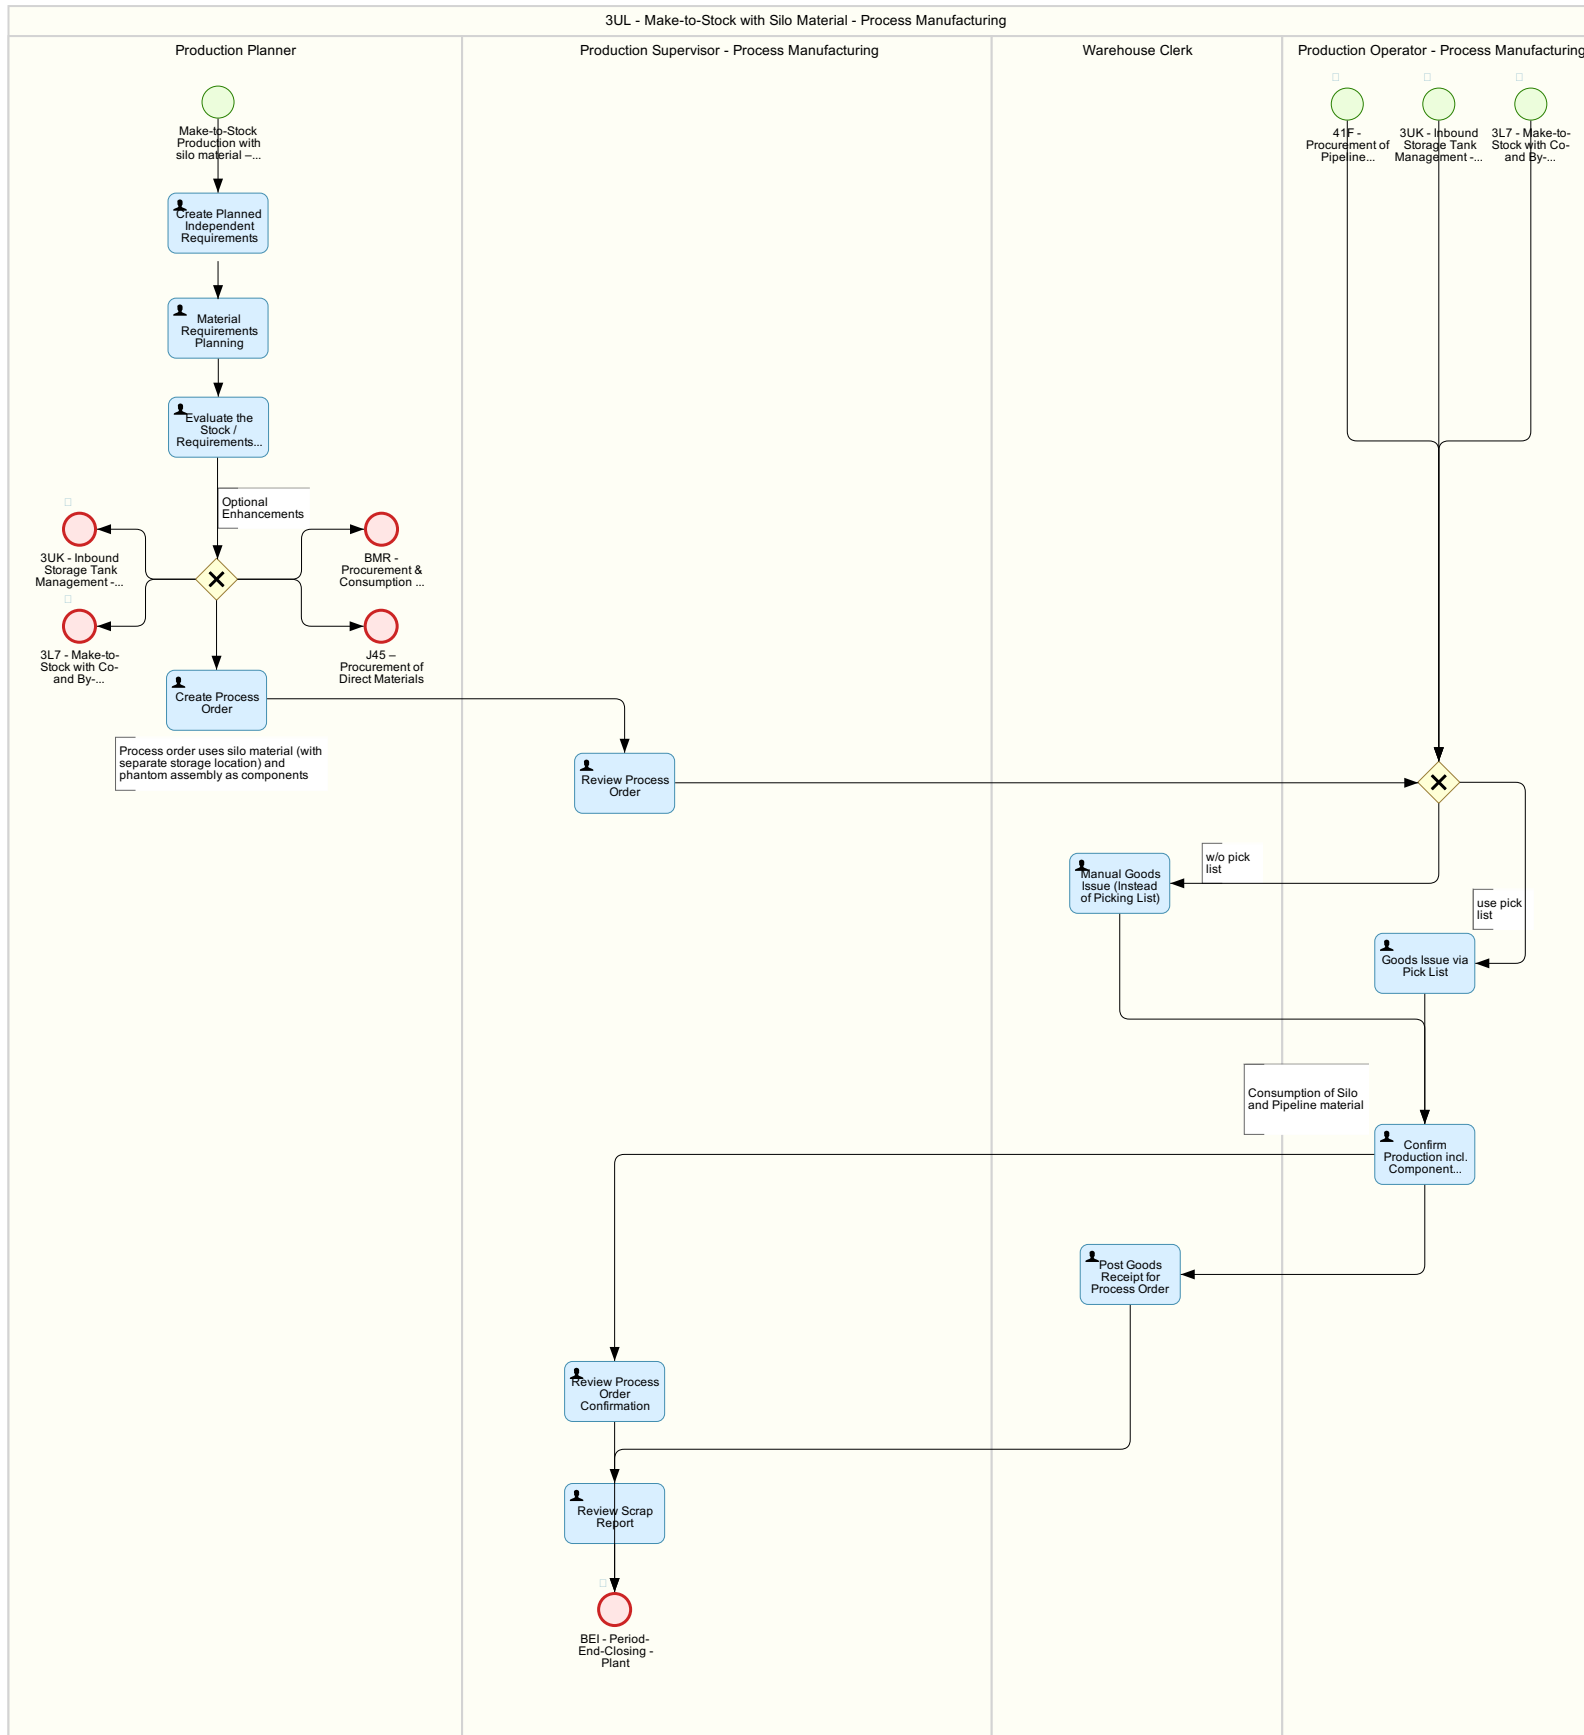 3UL - Make-to-Stock with Silo Material - Process Manufacturing
Production Planner
Production Supervisor - Process Manufacturing
Warehouse Clerk
Production Operator - Process Manufacturing
Make-to-Stock
Production with
silo material –...
41F -
Procurement of
Pipeline...
3UK - Inbound
Storage Tank
Management -...
3L7 - Make-to-
Stock with Co-
and By-...
Create Planned
Independent
Requirements
Material
Requirements
Planning
Evaluate the
Stock /
Requirements...
Optional
Enhancements
3UK - Inbound
Storage Tank
Management -...
BMR -
Procurement &
Consumption ...
3L7 - Make-to-
Stock with Co-
and By-...
J45 –
Procurement of
Direct Materials
Create Process
Order
Process order uses silo material (with
separate storage location) and
phantom assembly as components
Review Process
Order
Manual Goods
Issue (Instead
of Picking List)
w/o pick
list
use pick
list
Goods Issue via
Pick List
Consumption of Silo
and Pipeline material
Confirm
Production incl.
Component...
Post Goods
Receipt for
Process Order
Review Process
Order
Confirmation
Review Scrap
Report
BEI - Period-
End-Closing -
Plant